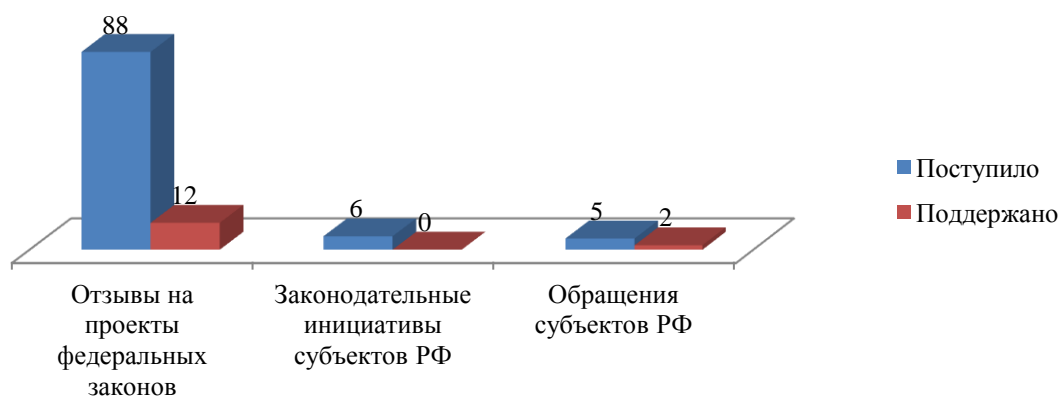 88
12
6
0
5
2
Поступило
Поддержано
Отзывы на
проекты
федеральных
законов
Законодательные
инициативы
субъектов РФ
Обращения
субъектов РФ